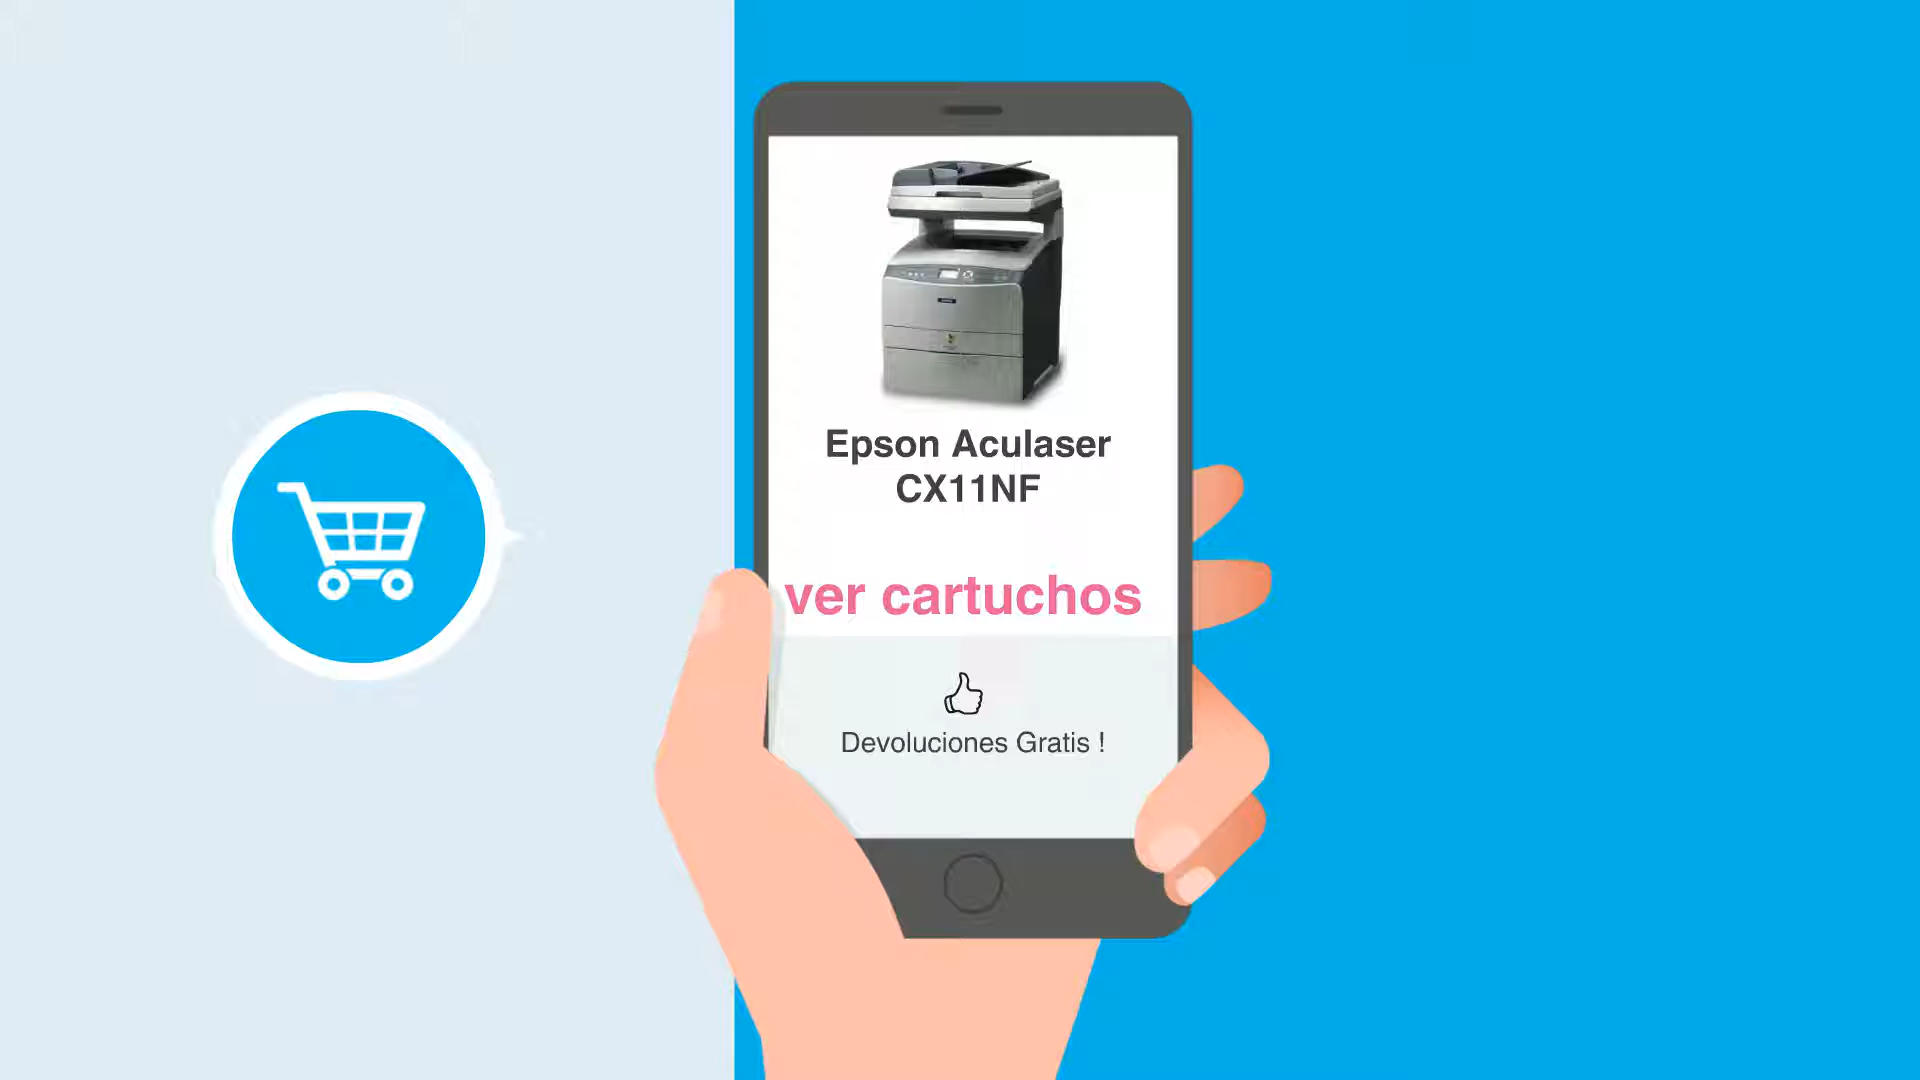 Epson Aculaser
CX11NF
ver cartuchos
Devoluciones Gratis !